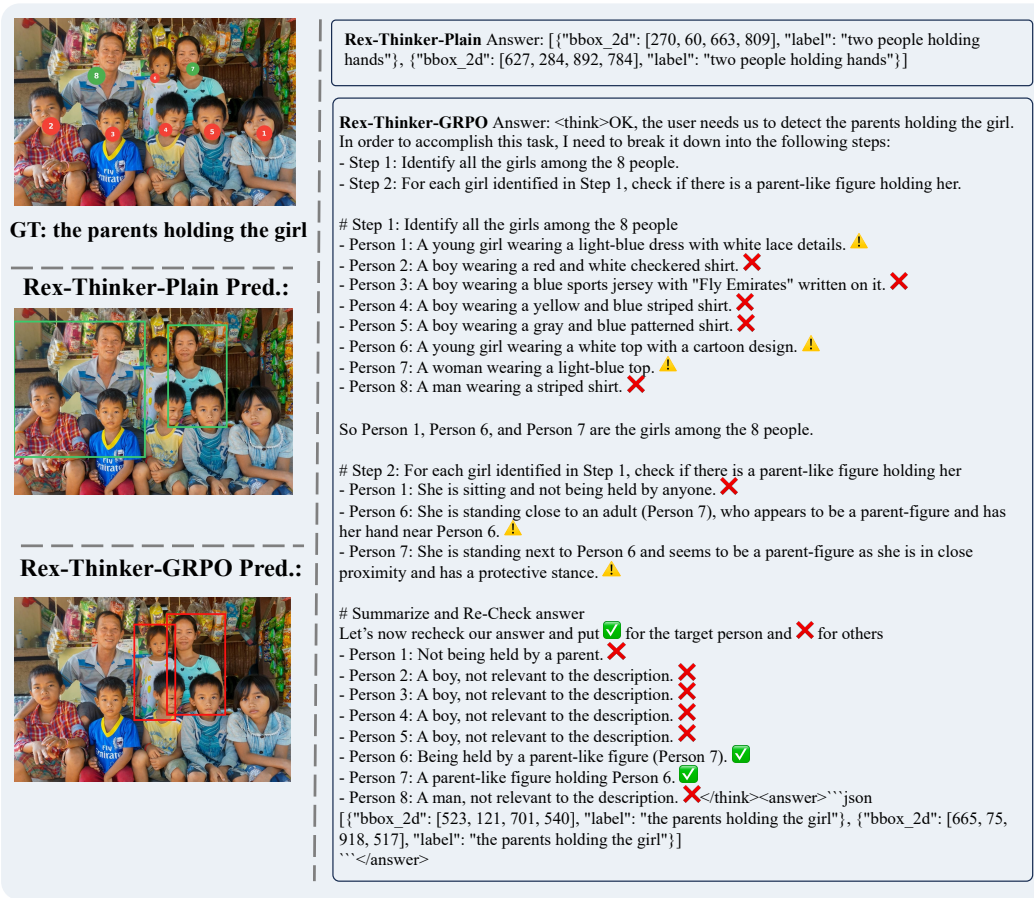 8
6
7
2
3
4
5
1
Fly
Emirates
GT: the parents holding the girl
Rex-Thinker-Plain Pred.:
Rex-Thinker-GRPO Pred.:
Rex-Thinker-Plain Answer: [{"bbox_2d": [270, 60, 663, 809], "label": "two people holding
hands"}, {"bbox_2d": [627, 284, 892, 784], "label": "two people holding hands"}]
Rex-Thinker-GRPO Answer: <think>OK, the user needs us to detect the parents holding the girl.
In order to accomplish this task, I need to break it down into the following steps:
- Step 1: Identify all the girls among the 8 people.
- Step 2: For each girl identified in Step 1, check if there is a parent-like figure holding her.
# Step 1: Identify all the girls among the 8 people
- Person 1: A young girl wearing a light-blue dress with white lace details. ⚠️
- Person 2: A boy wearing a red and white checkered shirt. ❌
- Person 3: A boy wearing a blue sports jersey with "Fly Emirates" written on it. ❌
- Person 4: A boy wearing a yellow and blue striped shirt. ❌
- Person 5: A boy wearing a gray and blue patterned shirt. ❌
- Person 6: A young girl wearing a white top with a cartoon design. ⚠️
- Person 7: A woman wearing a light-blue top. ⚠️
- Person 8: A man wearing a striped shirt. ❌
So Person 1, Person 6, and Person 7 are the girls among the 8 people.
# Step 2: For each girl identified in Step 1, check if there is a parent-like figure holding her
- Person 1: She is sitting and not being held by anyone. ❌
- Person 6: She is standing close to an adult (Person 7), who appears to be a parent-figure and has
her hand near Person 6. ⚠️
- Person 7: She is standing next to Person 6 and seems to be a parent-figure as she is in close
proximity and has a protective stance. ⚠️
# Summarize and Re-Check answer
Let's now recheck our answer and put ✅ for the target person and ❌ for others
- Person 1: Not being held by a parent. ❌
- Person 2: A boy, not relevant to the description. ❌
- Person 3: A boy, not relevant to the description. ❌
- Person 4: A boy, not relevant to the description. ❌
- Person 5: A boy, not relevant to the description. ❌
- Person 6: Being held by a parent-like figure (Person 7). ✅
- Person 7: A parent-like figure holding Person 6. ✅
- Person 8: A man, not relevant to the description. ❌</think><answer>```json
[{"bbox_2d": [523, 121, 701, 540], "label": "the parents holding the girl"}, {"bbox_2d": [665, 75,
918, 517], "label": "the parents holding the girl"}]
```</answer>